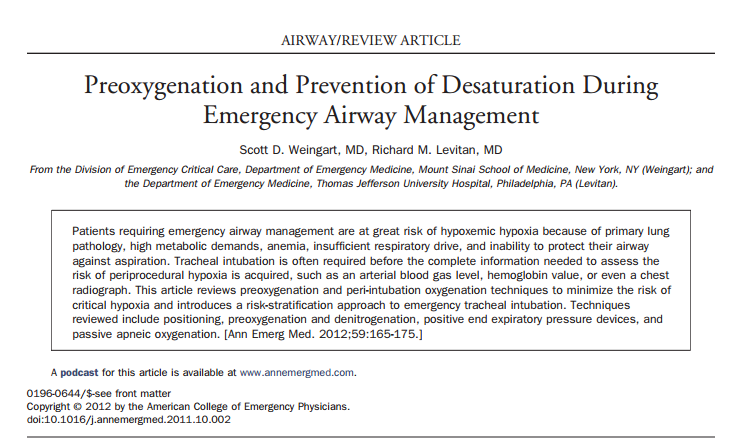 AIRWAY/REVIEW ARTICLE
Preoxygenation and Prevention of Desaturation During
Emergency Airway Management
Scott D. Weingart, MD, Richard M. Levitan, MD
From the Division of Emergency Critical Care, Department of Emergency Medicine, Mount Sinai School of Medicine, New York, NY (Weingart); and
the Department of Emergency Medicine, Thomas Jefferson University Hospital, Philadelphia, PA (Levitan).
Patients requiring emergency airway management are at great risk of hypoxemic hypoxia because of primary lung
pathology, high metabolic demands, anemia, insufficient respiratory drive, and inability to protect their airway
against aspiration. Tracheal intubation is often required before the complete information needed to assess the
risk of periprocedural hypoxia is acquired, such as an arterial blood gas level, hemoglobin value, or even a chest
radiograph. This article reviews preoxygenation and peri-intubation oxygenation techniques to minimize the risk of
critical hypoxia and introduces a risk-stratification approach to emergency tracheal intubation. Techniques
reviewed include positioning, preoxygenation and denitrogenation, positive end expiratory pressure devices, and
passive apneic oxygenation. [Ann Emerg Med. 2012;59:165-175.]
A podcast for this article is available at www.annemergmed.com.
0196-0644/$-see front matter
Copyright © 2012 by the American College of Emergency Physicians.
doi:10.1016/j.annemergmed.2011.10.002